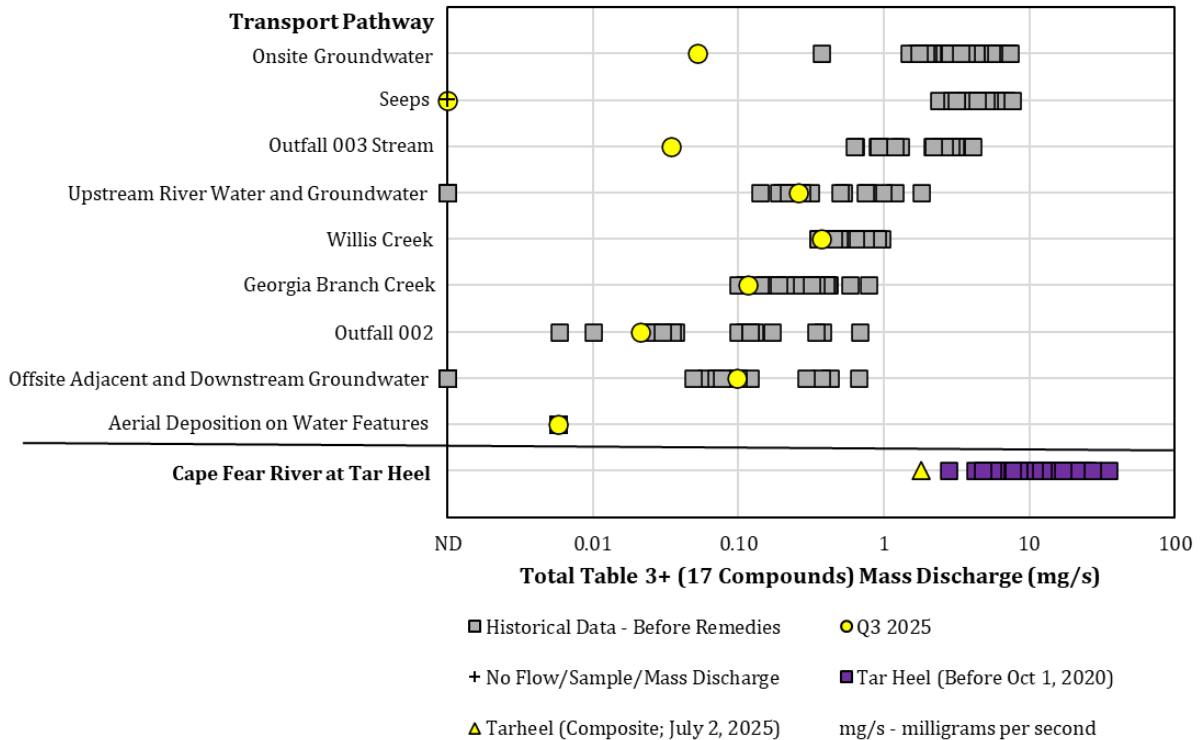 Transport Pathway
Onsite Groundwater
Seeps
Outfall 003 Stream
Upstream River Water and Groundwater
Willis Creek
Georgia Branch Creek
Outfall 002
Offsite Adjacent and Downstream Groundwater
Aerial Deposition on Water Features
Cape Fear River at Tar Heel
ND 0.01 0.10 1 10 100
Total Table 3+ (17 Compounds) Mass Discharge (mg/s)
Historical Data - Before Remedies Q3 2025
No Flow/Sample/Mass Discharge Tar Heel (Before Oct 1, 2020)
Tarheel (Composite; July 2, 2025) mg/s - milligrams per second